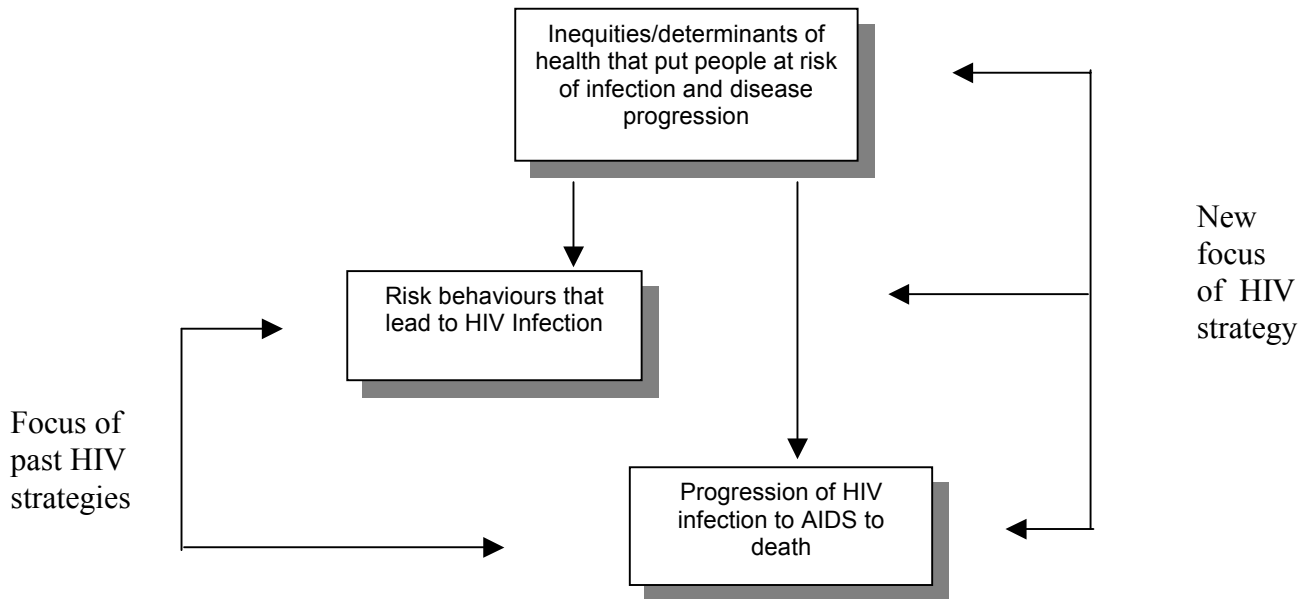 Inequities/determinants of
health that put people at risk
of infection and disease
progression
New
focus
of HIV
strategy
Risk behaviours that
lead to HIV Infection
Focus of
past HIV
strategies
Progression of HIV
infection to AIDS to
death